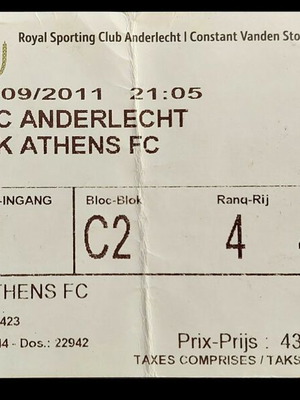 Royal Sporting Club Anderlecht I Constant Vanden Sto
09/2011 21:05
C ANDERLECHT
K ATHENS FC
-INGANG Bloc-Blok Rang-Rij
C2 4
THENS FC
423
4 - Dos.: 22942
Prix-Prijs : 43
TAXES COMPRISES / TAKS